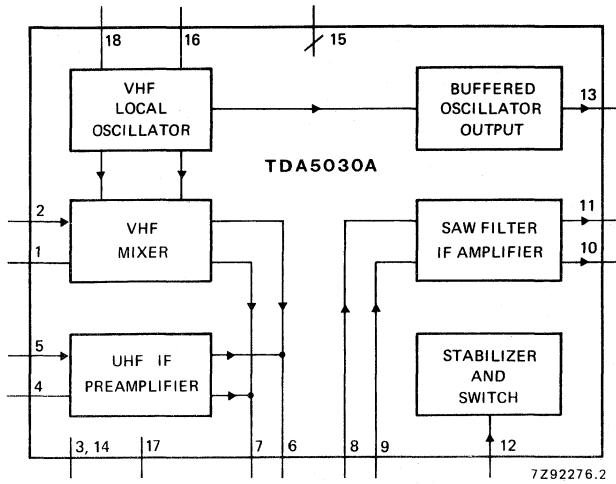 18
16
15
VHF
LOCAL
OSCILLATOR
BUFFERED
OSCILLATOR
OUTPUT
13
TDA5030A
2
1
VHF
MIXER
SAW FILTER
IF AMPLIFIER
11
10
5
4
UHF IF
PREAMPLIFIER
STABILIZER
AND
SWITCH
3, 14
17
7
6
8
9
12
7Z92276.2